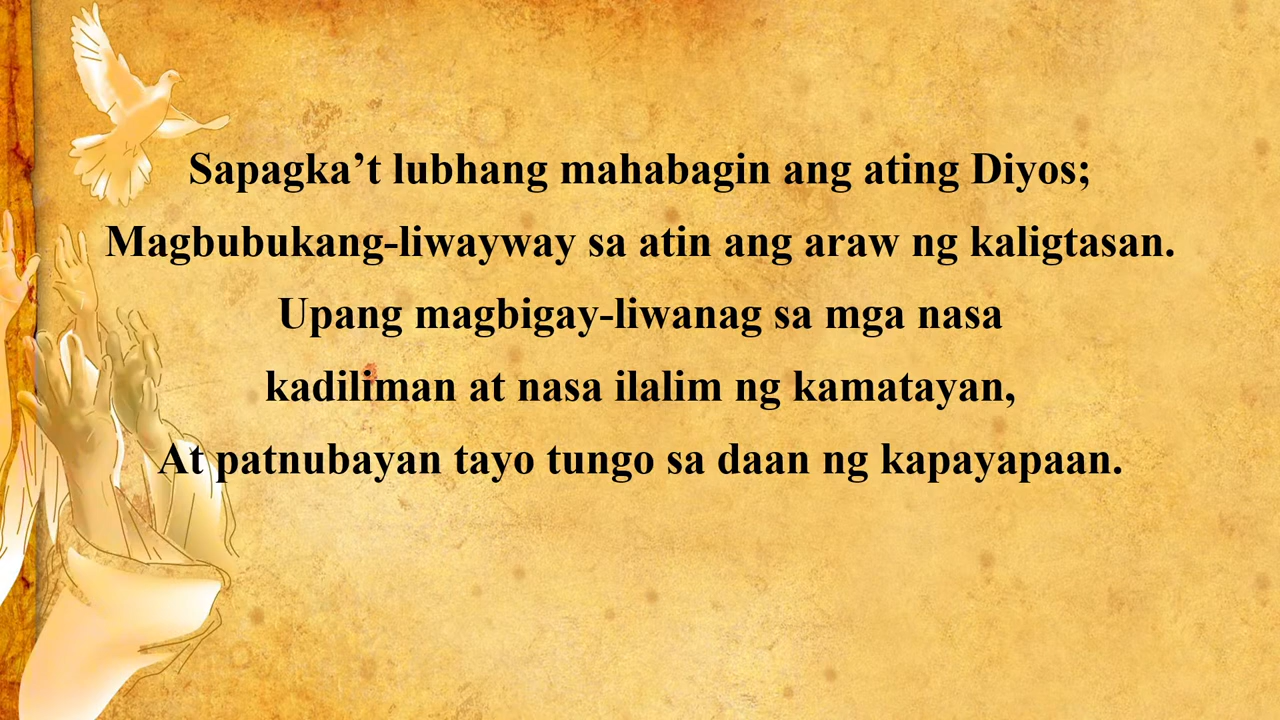 Sapagka’t lubhang mahabagin ang ating Diyos;
Magbubukang-liwayway sa atin ang araw ng kaligtasan.
Upang magbigay-liwanag sa mga nasa
kadiliman at nasa ilalim ng kamatayan,
At patnubayan tayo tungo sa daan ng kapayapaan.